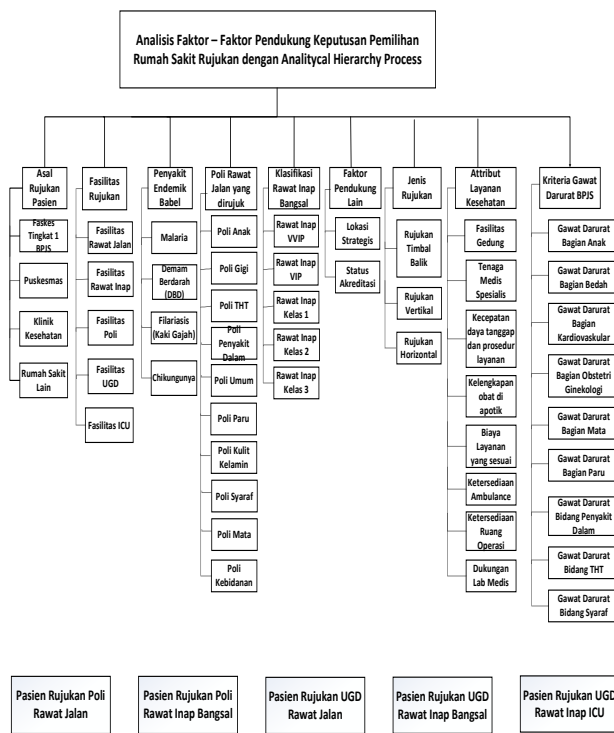 Analisis Faktor – Faktor Pendukung Keputusan Pemilihan
Rumah Sakit Rujukan dengan Analitycal Hierarchy Process
Asal
Rujukan
Pasien
Faskes
Tingkat 1
BPJS
Puskesmas
Klinik
Kesehatan
Rumah Sakit
Lain
Fasilitas
Rujukan
Fasilitas
Rawat Jalan
Fasilitas
Rawat Inap
Fasilitas
Poli
Fasilitas
UGD
Fasilitas ICU
Penyakit
Endemik
Babel
Malaria
Demam
Berdarah
(DBD)
Filariasis
(Kaki Gajah)
Chikungunya
Poli Rawat
Jalan yang
dirujuk
Poli Anak
Poli Gigi
Poli THT
Poli
Penyakit
Dalam
Poli Umum
Poli Paru
Poli Kulit
Kelamin
Poli Syaraf
Poli Mata
Poli
Kebidanan
Klasifikasi
Rawat Inap
Bangsal
Rawat Inap
VVIP
Rawat Inap
VIP
Rawat Inap
Kelas 1
Rawat Inap
Kelas 2
Rawat Inap
Kelas 3
Faktor
Pendukung
Lain
Lokasi
Strategis
Status
Akreditasi
Jenis
Rujukan
Rujukan
Timbal
Balik
Rujukan
Vertikal
Rujukan
Horizontal
Attribut
Layanan
Kesehatan
Fasilitas
Gedung
Tenaga
Medis
Spesialis
Kecepatan
daya tanggap
dan prosedur
layanan
Kelengkapan
obat di
apotik
Biaya
Layanan
yang sesuai
Ketersediaan
Ambulance
Ketersediaan
Ruang
Operasi
Dukungan
Lab Medis
Kriteria Gawat
Darurat BPJS
Gawat Darurat
Bagian Anak
Gawat Darurat
Bagian Bedah
Gawat Darurat
Bagian
Kardiovaskular
Gawat Darurat
Bagian Obstetri
Ginekologi
Gawat Darurat
Bagian Mata
Gawat Darurat
Bagian Paru
Gawat Darurat
Bidang Penyakit
Dalam
Gawat Darurat
Bidang THT
Gawat Darurat
Bidang Syaraf
Pasien Rujukan Poli
Rawat Jalan
Pasien Rujukan Poli
Rawat Inap Bangsal
Pasien Rujukan UGD
Rawat Jalan
Pasien Rujukan UGD
Rawat Inap Bangsal
Pasien Rujukan UGD
Rawat Inap ICU